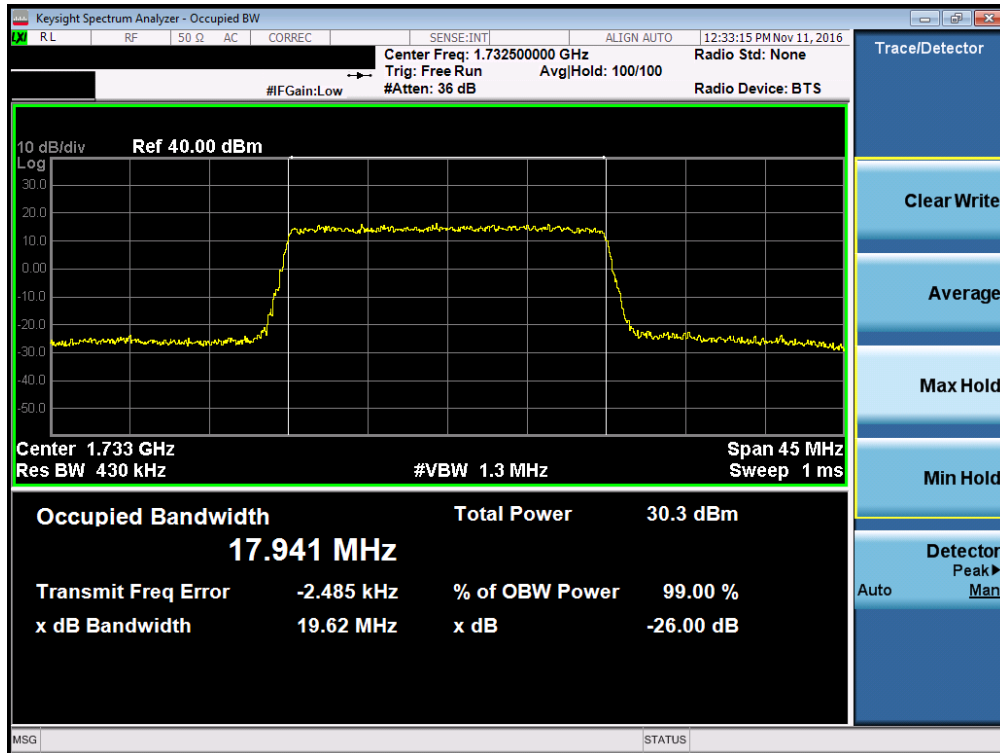 Keysight Spectrum Analyzer - Occupied BW
LXI RL RF 50 Ω AC CORREC SENSE:INT ALIGN AUTO 12:33:15 PM Nov 11, 2016
Center Freq: 1.732500000 GHz Radio Std: None
Trig: Free Run Avg|Hold: 100/100
#IFGain:Low #Atten: 36 dB Radio Device: BTS
10 dB/div Ref 40.00 dBm
Log
30.0
20.0
10.0
0.00
-10.0
-20.0
-30.0
-40.0
-50.0
Center 1.733 GHz Span 45 MHz
Res BW 430 kHz #VBW 1.3 MHz Sweep 1 ms
Occupied Bandwidth Total Power 30.3 dBm
17.941 MHz
Transmit Freq Error -2.485 kHz % of OBW Power 99.00 %
x dB Bandwidth 19.62 MHz x dB -26.00 dB
MSG STATUS
Trace/Detector
Clear Write
Average
Max Hold
Min Hold
Detector
Peak▶
Auto Man